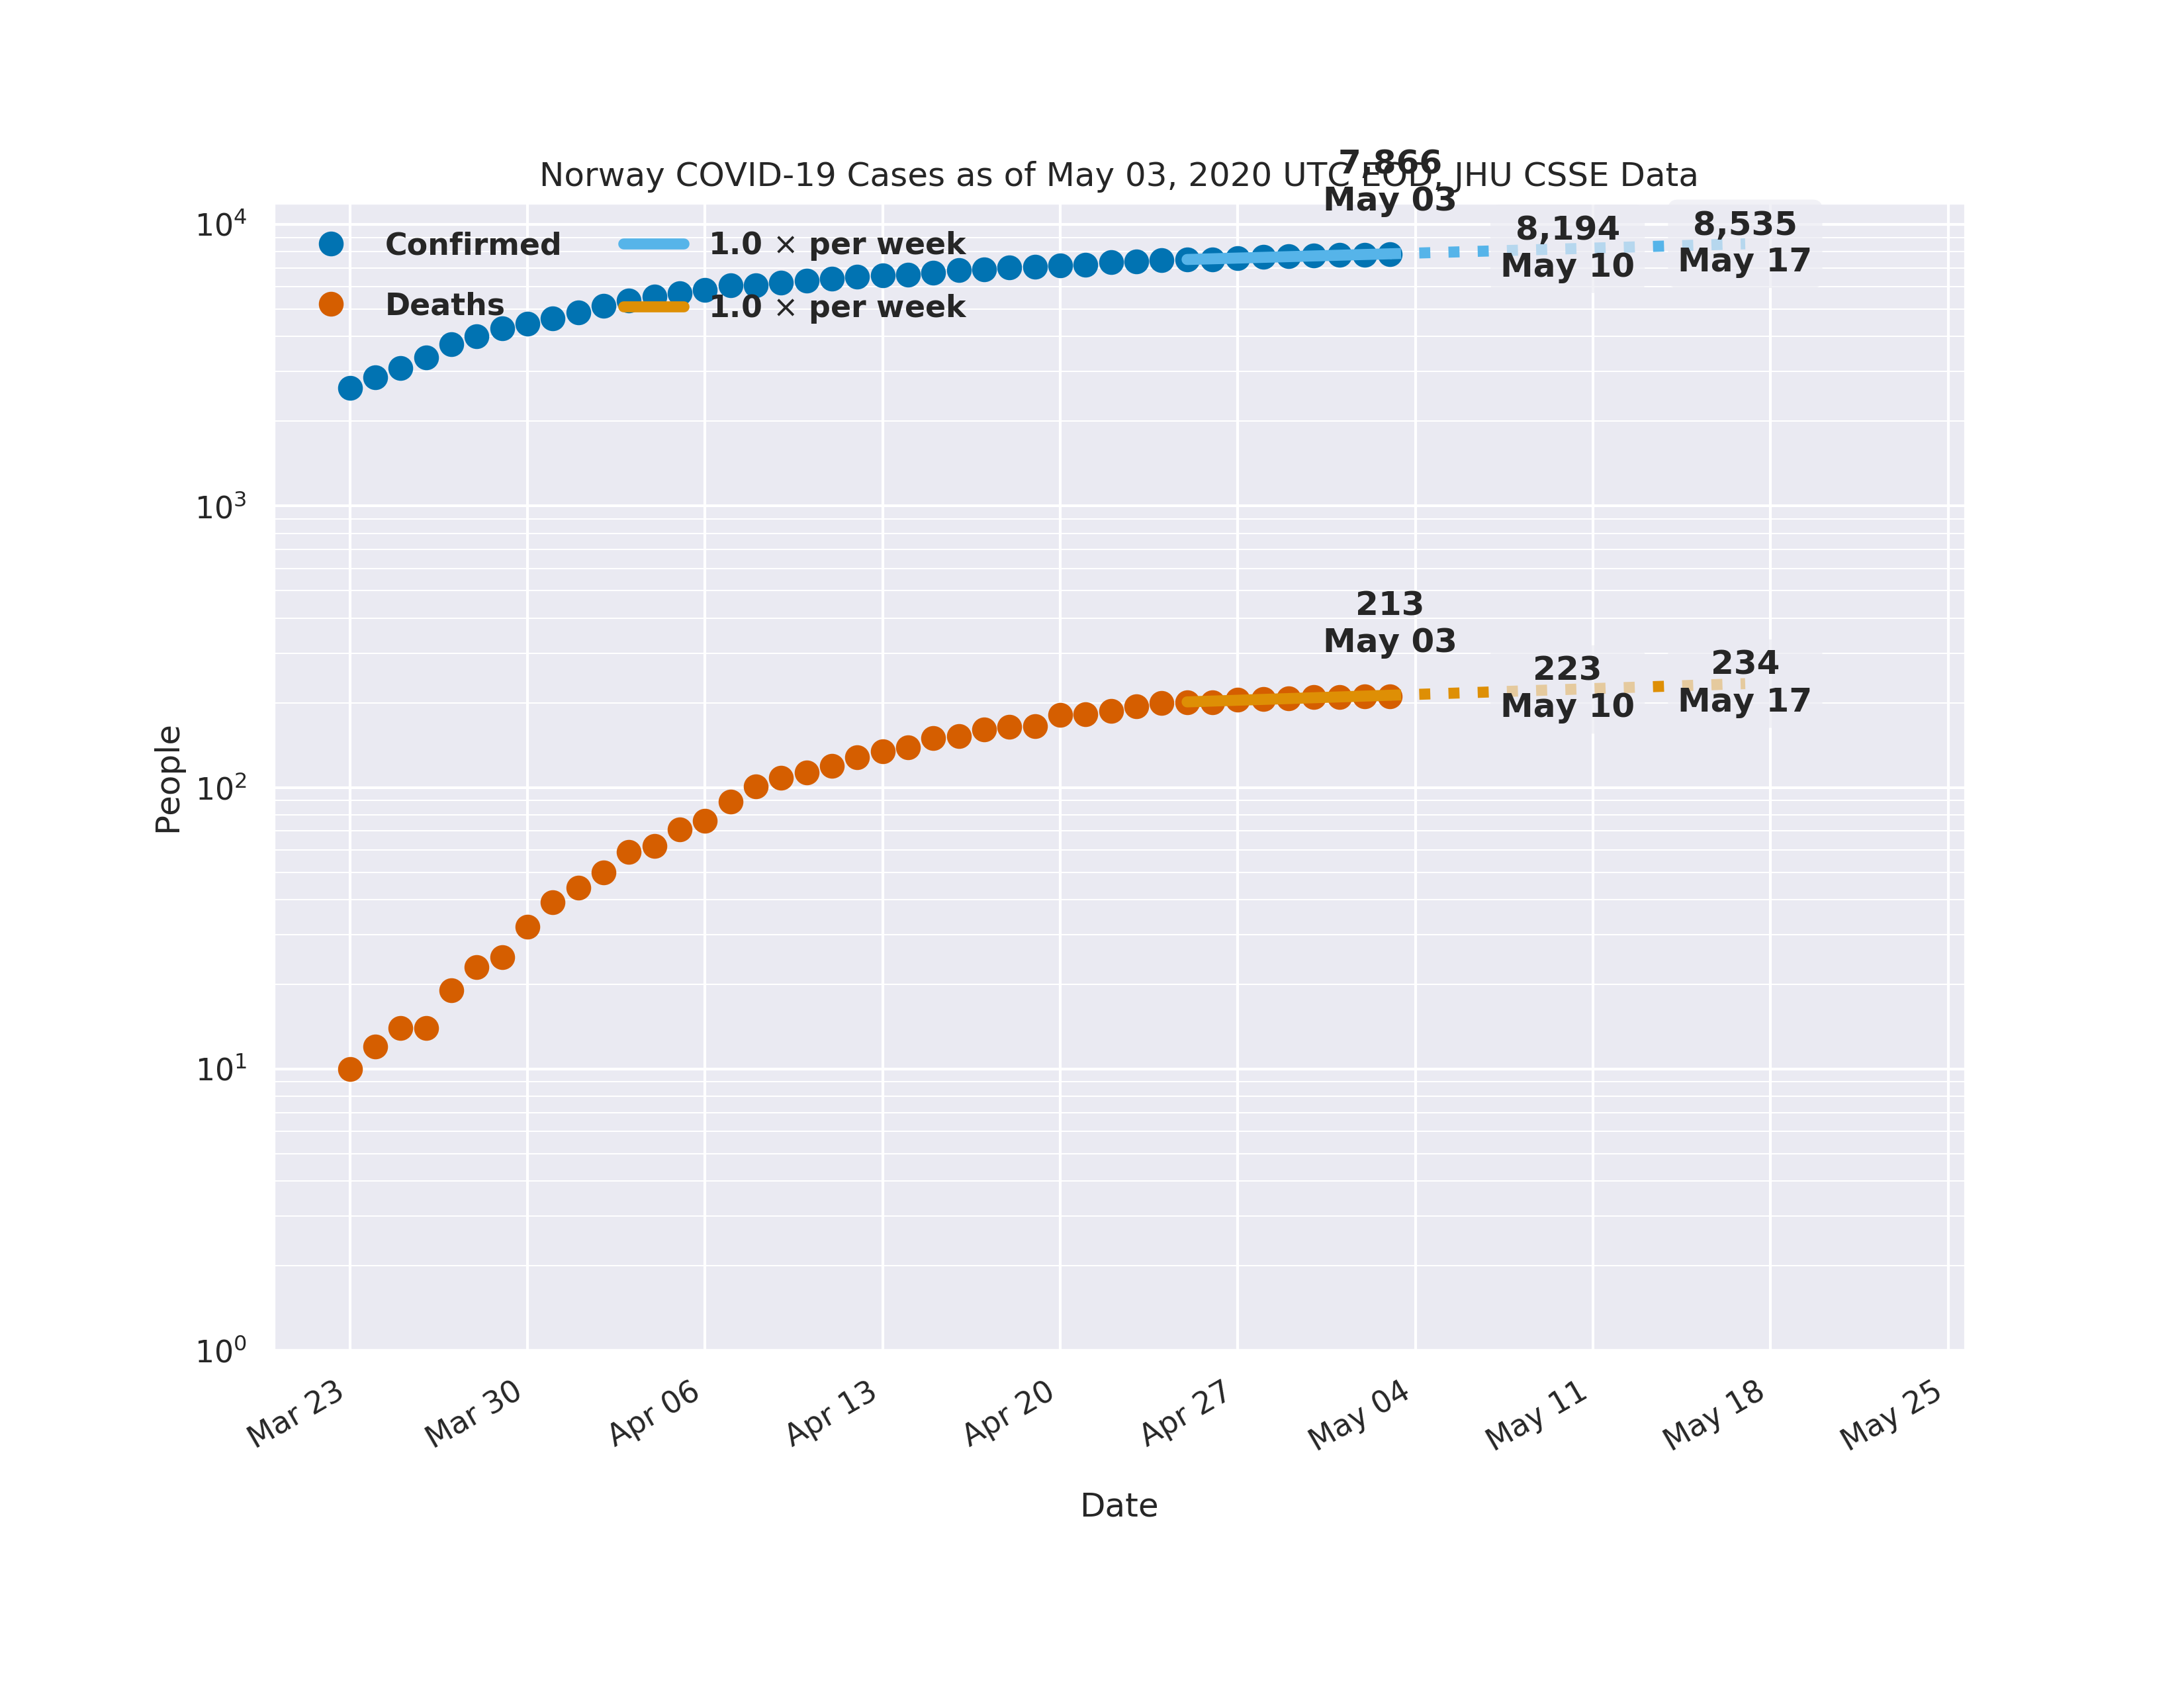 7,866
Norway COVID-19 Cases as of May 03, 2020 UTC EOD, JHU CSSE Data
May 03
10⁴
Confirmed
1.0 × per week
8,194
May 10
8,535
May 17
Deaths
1.0 × per week
10³
213
May 03
223
May 10
234
May 17
10²
People
10¹
10⁰
Mar 23
Mar 30
Apr 06
Apr 13
Apr 20
Apr 27
May 04
May 11
May 18
May 25
Date